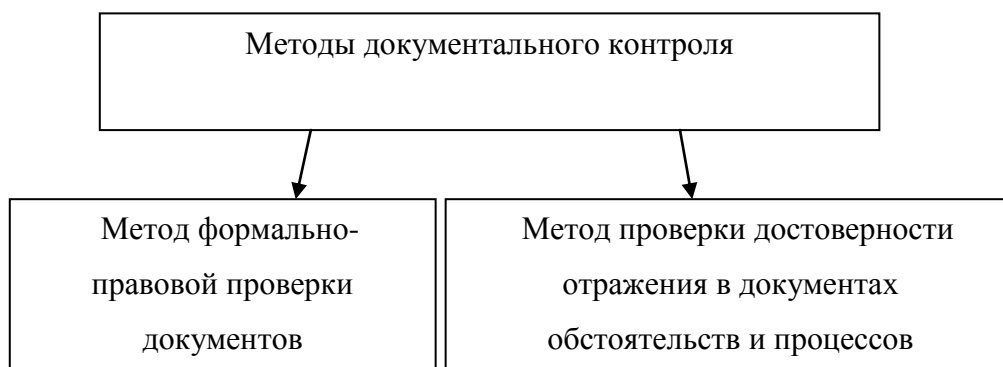 Методы документального контроля
Метод формально-
правовой проверки
документов
Метод проверки достоверности
отражения в документах
обстоятельств и процессов